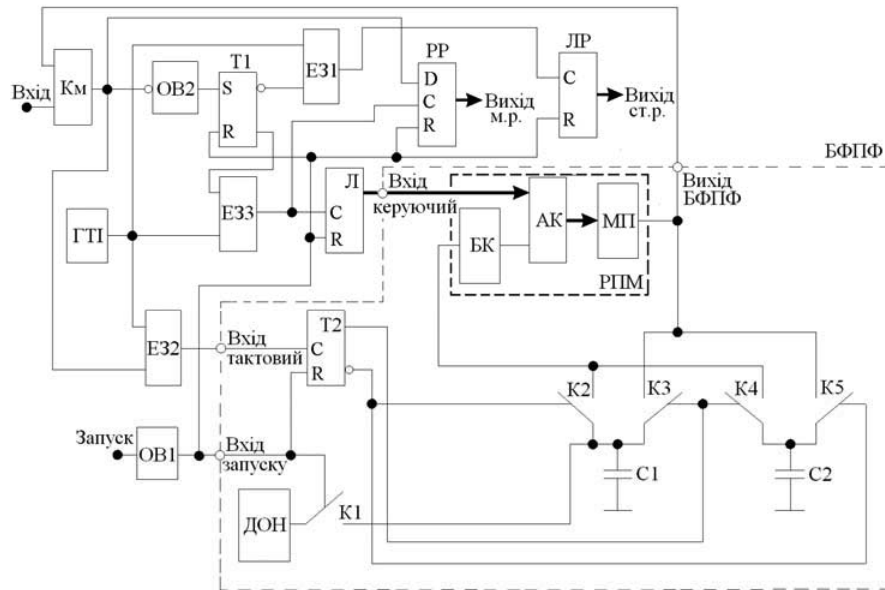 Км
Вхід
ОВ2
Т1
S
R
ЕЗ1
РР
D
C
R
Вихід
м.р.
ЛР
C
R
Вихід
ст.р.
БФПФ
Вихід
БФПФ
ГТІ
ЕЗ3
Л
C
R
Вхід
керуючий
БК
АК
МП
РПМ
ЕЗ2
Вхід
тактовий
Т2
C
R
К2
К3
К4
К5
Запуск
ОВ1
Вхід
запуску
ДОН
К1
С1
С2